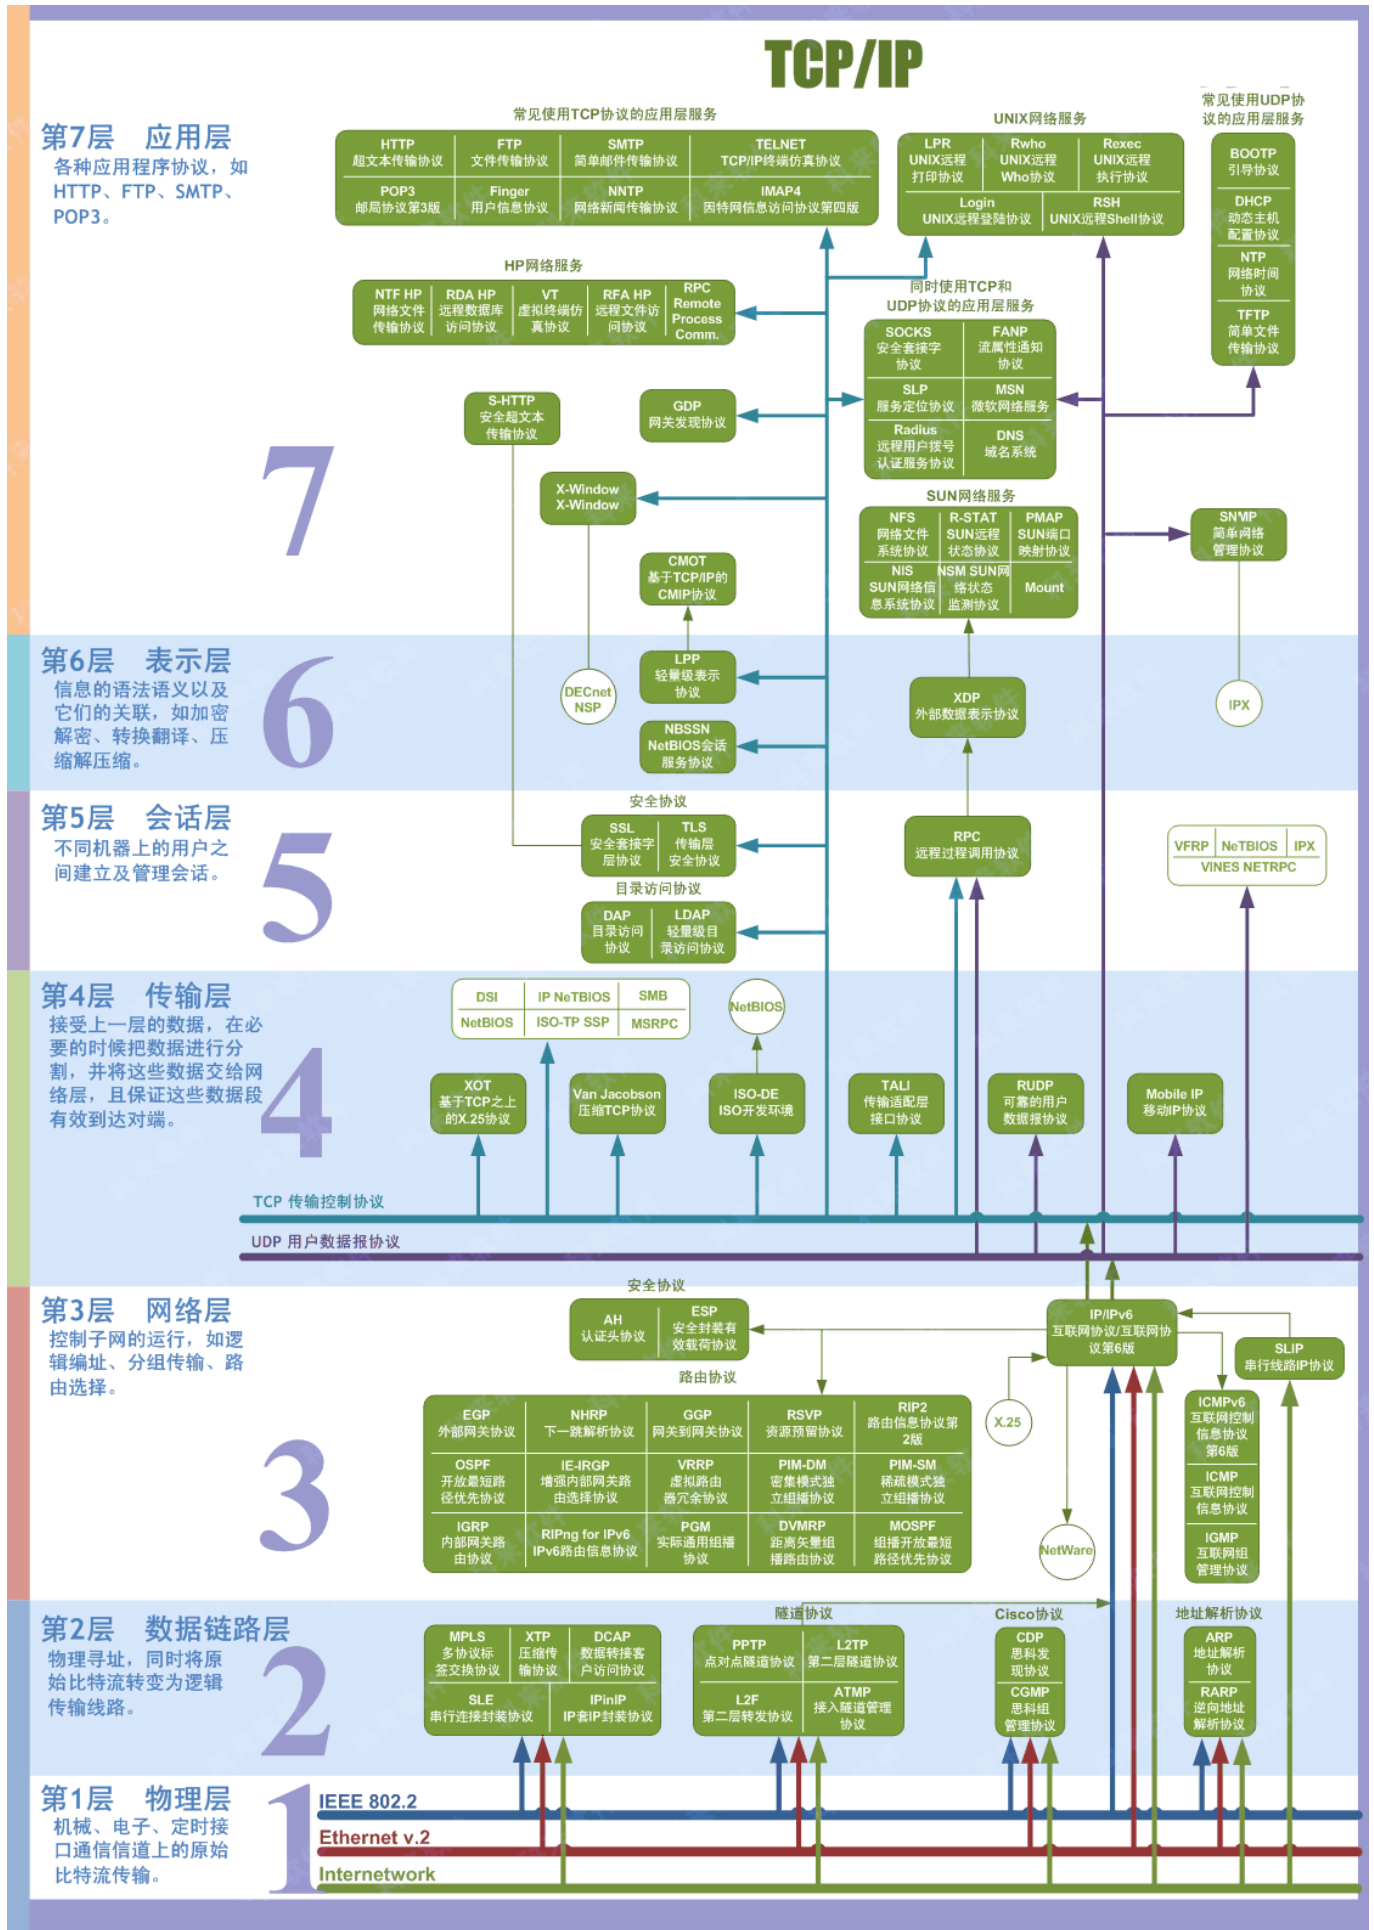 TCP/IP
第7层 应用层
各种应用程序协议，如
HTTP、FTP、SMTP、
POP3。
7
常见使用TCP协议的应用层服务
HTTP
超文本传输协议
FTP
文件传输协议
SMTP
简单邮件传输协议
TELNET
TCP/IP终端仿真协议
POP3
邮局协议第3版
Finger
用户信息协议
NNTP
网络新闻传输协议
IMAP4
因特网信息访问协议第四版
UNIX网络服务
LPR
UNIX远程
打印协议
Rwho
UNIX远程
Who协议
Rexec
UNIX远程
执行协议
Login
UNIX远程登陆协议
RSH
UNIX远程Shell协议
常见使用UDP协
议的应用层服务
BOOTP
引导协议
DHCP
动态主机
配置协议
NTP
网络时间
协议
TFTP
简单文件
传输协议
HP网络服务
NTF HP
网络文件
传输协议
RDA HP
远程数据库
访问协议
VT
虚拟终端仿
真协议
RFA HP
远程文件访
问协议
RPC
Remote
Process
Comm.
同时使用TCP和
UDP协议的应用层服务
SOCKS
安全套接字
协议
FANP
流属性通知
协议
SLP
服务定位协议
MSN
微软网络服务
Radius
远程用户拨号
认证服务协议
DNS
域名系统
S-HTTP
安全超文本
传输协议
GDP
网关发现协议
X-Window
X-Window
CMOT
基于TCP/IP的
CMIP协议
SUN网络服务
NFS
网络文件
系统协议
R-STAT
SUN远程
状态协议
PMAP
SUN端口
映射协议
NIS
SUN网络信
息系统协议
NSM SUN网
络状态
监测协议
Mount
SNMP
简单网络
管理协议
第6层 表示层
信息的语法语义以及
它们的关联，如加密
解密、转换翻译、压
缩解压缩。
6
DECnet
NSP
LPP
轻量级表示
协议
NBSSN
NetBIOS会话
服务协议
XDP
外部数据表示协议
IPX
第5层 会话层
不同机器上的用户之
间建立及管理会话。
5
安全协议
SSL
安全套接字
层协议
TLS
传输层
安全协议
目录访问协议
DAP
目录访问
协议
LDAP
轻量级目
录访问协议
RPC
远程过程调用协议
VFRP
NeTBIOS
IPX
VINES NETRPC
第4层 传输层
接受上一层的数据，在必
要的时候把数据进行分
割，并将这些数据交给网
络层，且保证这些数据段
有效到达对端。
4
DSI
IP NeTBIOS
SMB
NetBIOS
ISO-TP SSP
MSRPC
NetBIOS
XOT
基于TCP之上
的X.25协议
Van Jacobson
压缩TCP协议
ISO-DE
ISO开发环境
TALI
传输适配层
接口协议
RUDP
可靠的用户
数据报协议
Mobile IP
移动IP协议
TCP 传输控制协议
UDP 用户数据报协议
第3层 网络层
控制子网的运行，如逻
辑编址、分组传输、路
由选择。
3
安全协议
AH
认证头协议
ESP
安全封装有
效载荷协议
IP/IPv6
互联网协议/互联网协
议第6版
SLIP
串行线路IP协议
X.25
NetWare
ICMPv6
互联网控制
信息协议
第6版
ICMP
互联网控制
信息协议
IGMP
互联网组
管理协议
路由协议
EGP
外部网关协议
NHRP
下一跳解析协议
GGP
网关到网关协议
RSVP
资源预留协议
RIP2
路由信息协议第
2版
OSPF
开放最短路
径优先协议
IE-IRGP
增强内部网关路
由选择协议
VRRP
虚拟路由
器冗余协议
PIM-DM
密集模式独
立组播协议
PIM-SM
稀疏模式独
立组播协议
IGRP
内部网关路
由协议
RIPng for IPv6
IPv6路由信息协议
PGM
实际通用组播
协议
DVMRP
距离矢量组
播路由协议
MOSPF
组播开放最短
路径优先协议
第2层 数据链路层
物理寻址，同时将原
始比特流转变为逻辑
传输线路。
2
MPLS
多协议标
签交换协议
XTP
压缩传
输协议
DCAP
数据转接客
户访问协议
SLE
串行连接封装协议
IPinIP
IP套IP封装协议
隧道协议
PPTP
点对点隧道协议
L2TP
第二层隧道协议
L2F
第二层转发协议
ATMP
接入隧道管理
协议
Cisco协议
CDP
思科发
现协议
CGMP
思科组
管理协议
地址解析协议
ARP
地址解析
协议
RARP
逆向地址
解析协议
第1层 物理层
机械、电子、定时接
口通信信道上的原始
比特流传输。
1
IEEE 802.2
Ethernet v.2
Internetwork